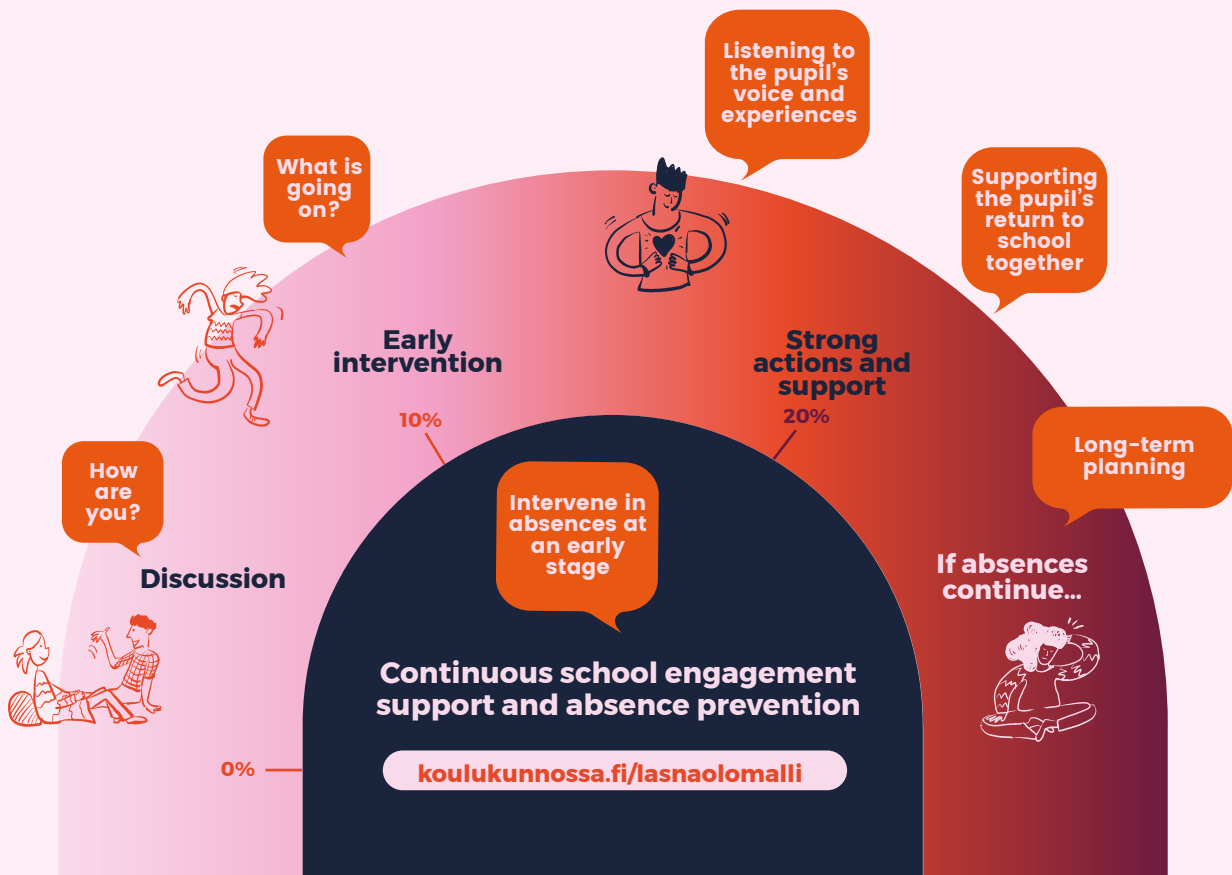 Listening to
the pupil's
voice and
experiences
What is
going
on?
Supporting
the pupil's
return to
school
together
Early
intervention
10%
Strong
actions and
support
20%
How
are
you?
Discussion
Intervene in
absences at
an early
stage
Long-term
planning
If absences
continue...
Continuous school engagement
support and absence prevention
0%
koulukunnossa.fi/lasnaolomalli